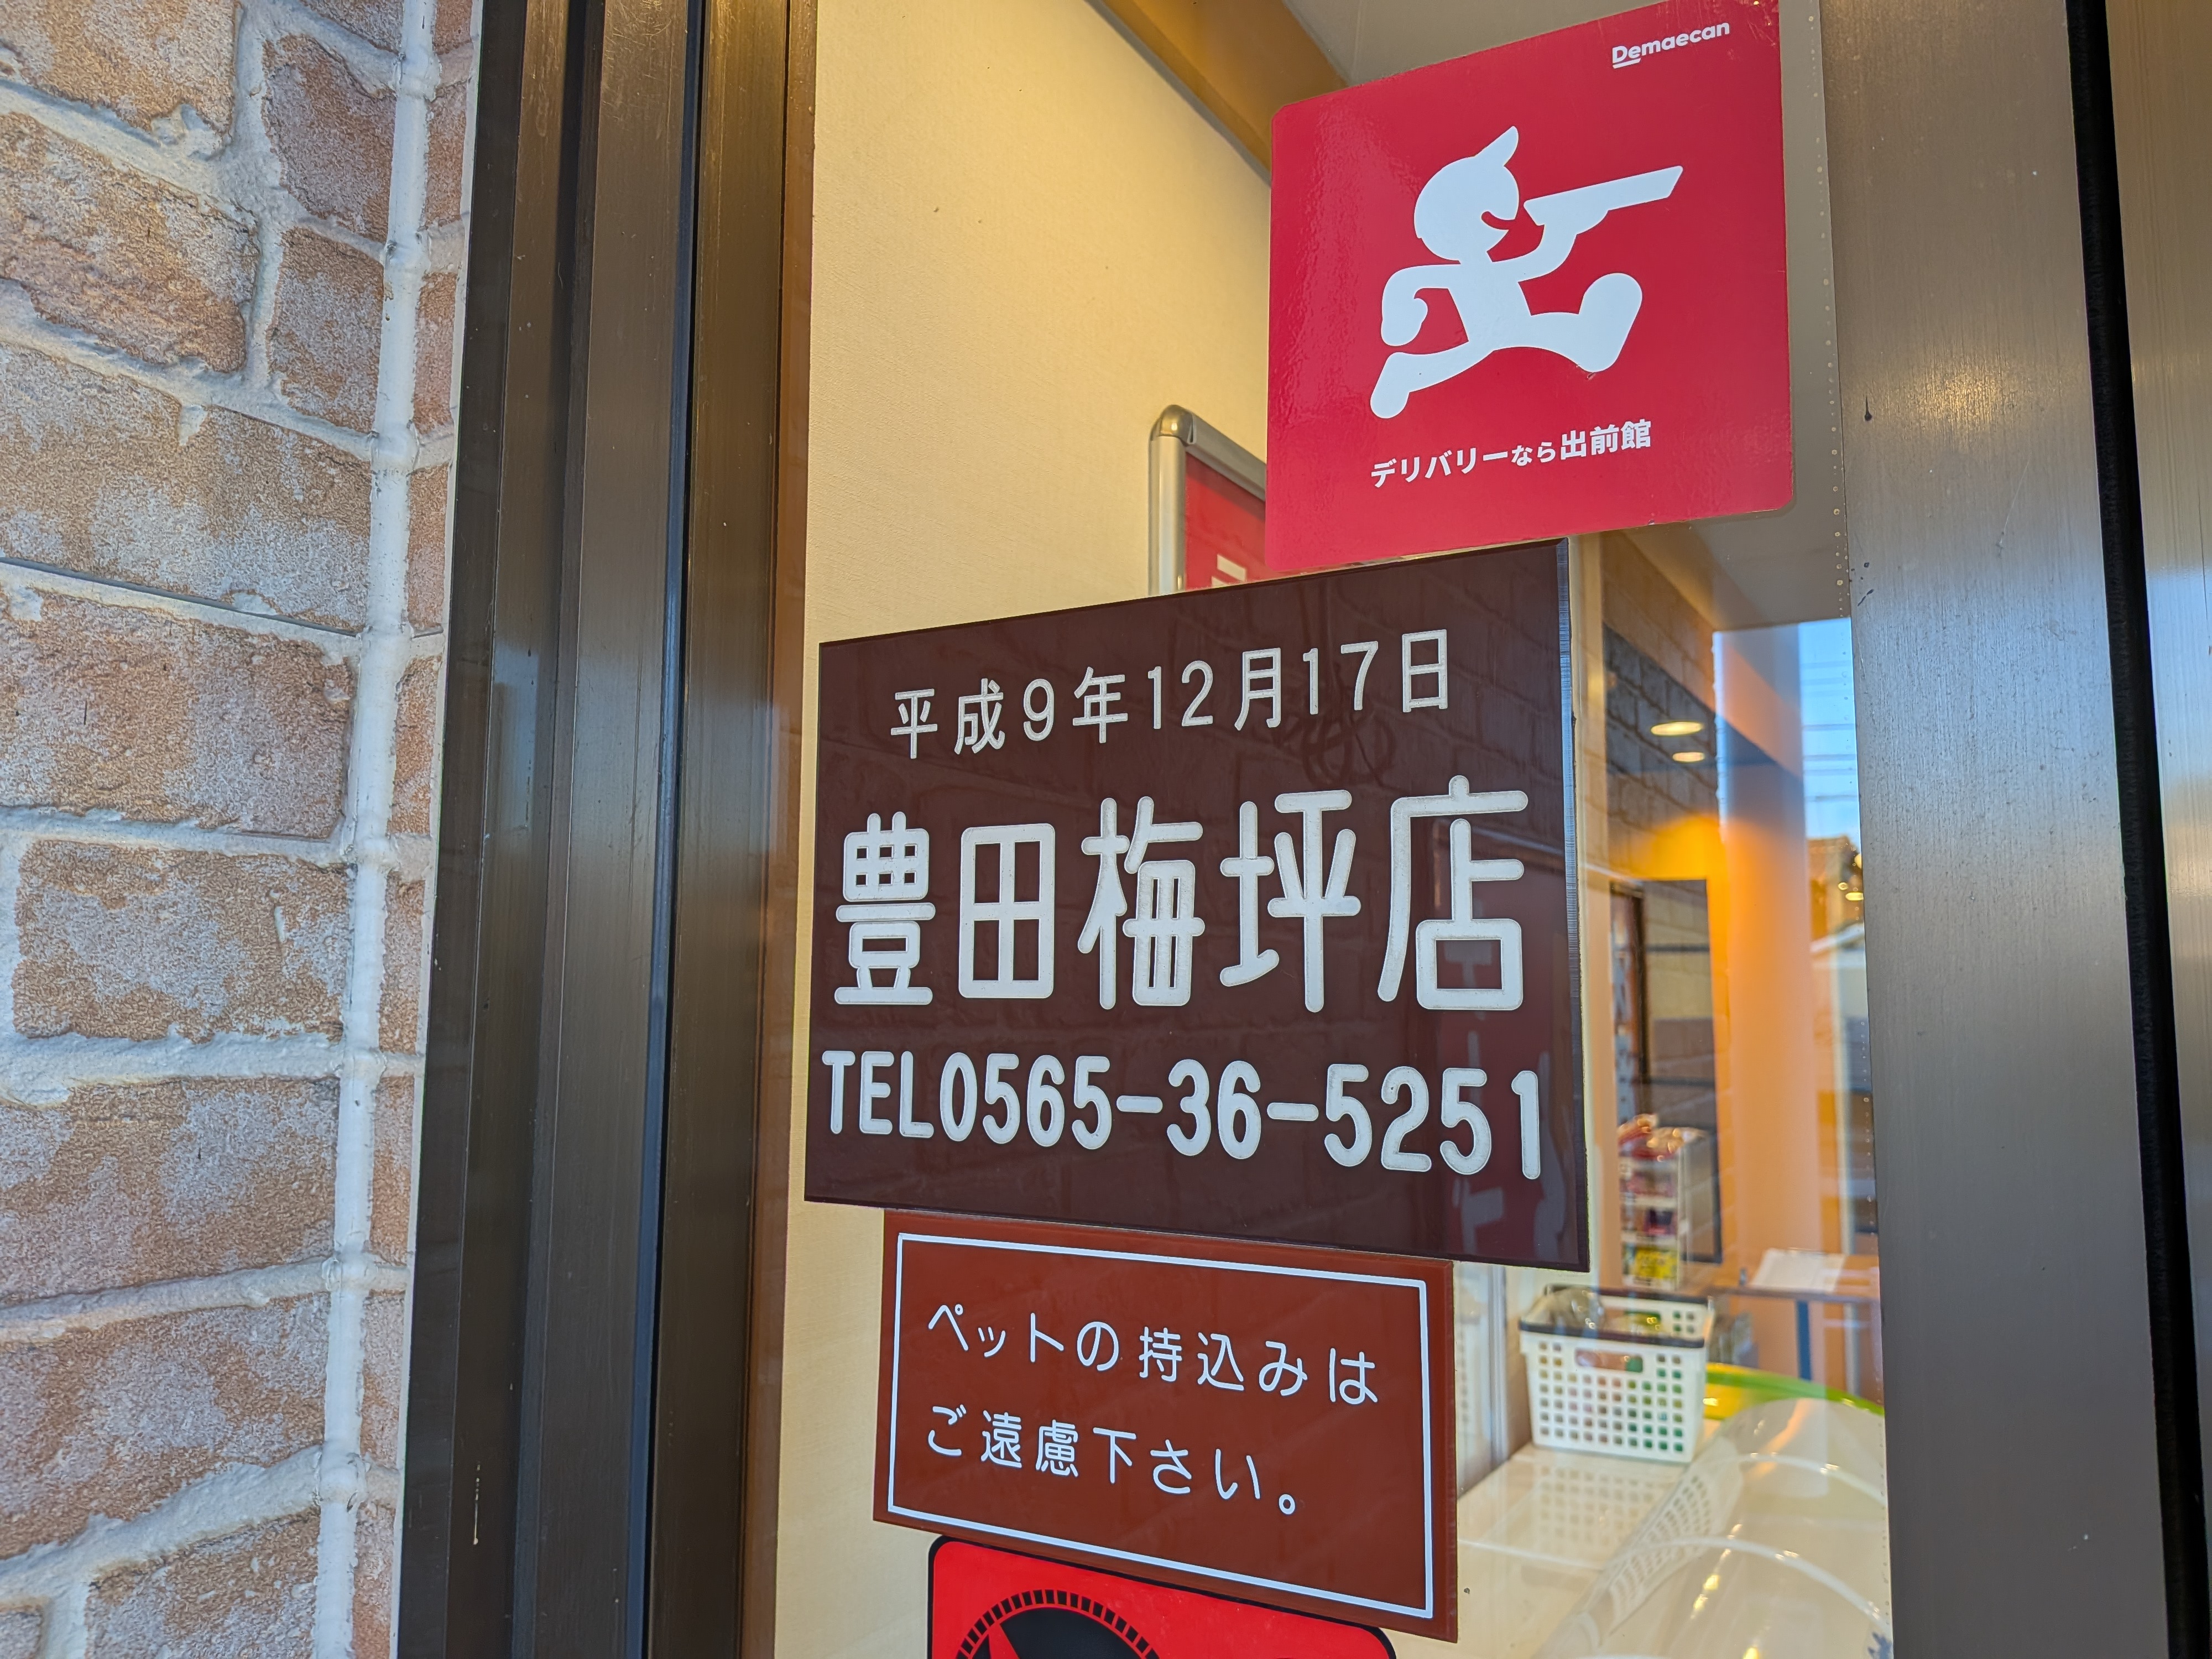 Demaecan
デリバリーなら出前館
平成9年12月17日
豊田梅坪店
TEL0565-36-5251
ペットの持込みは
ご遠慮下さい。